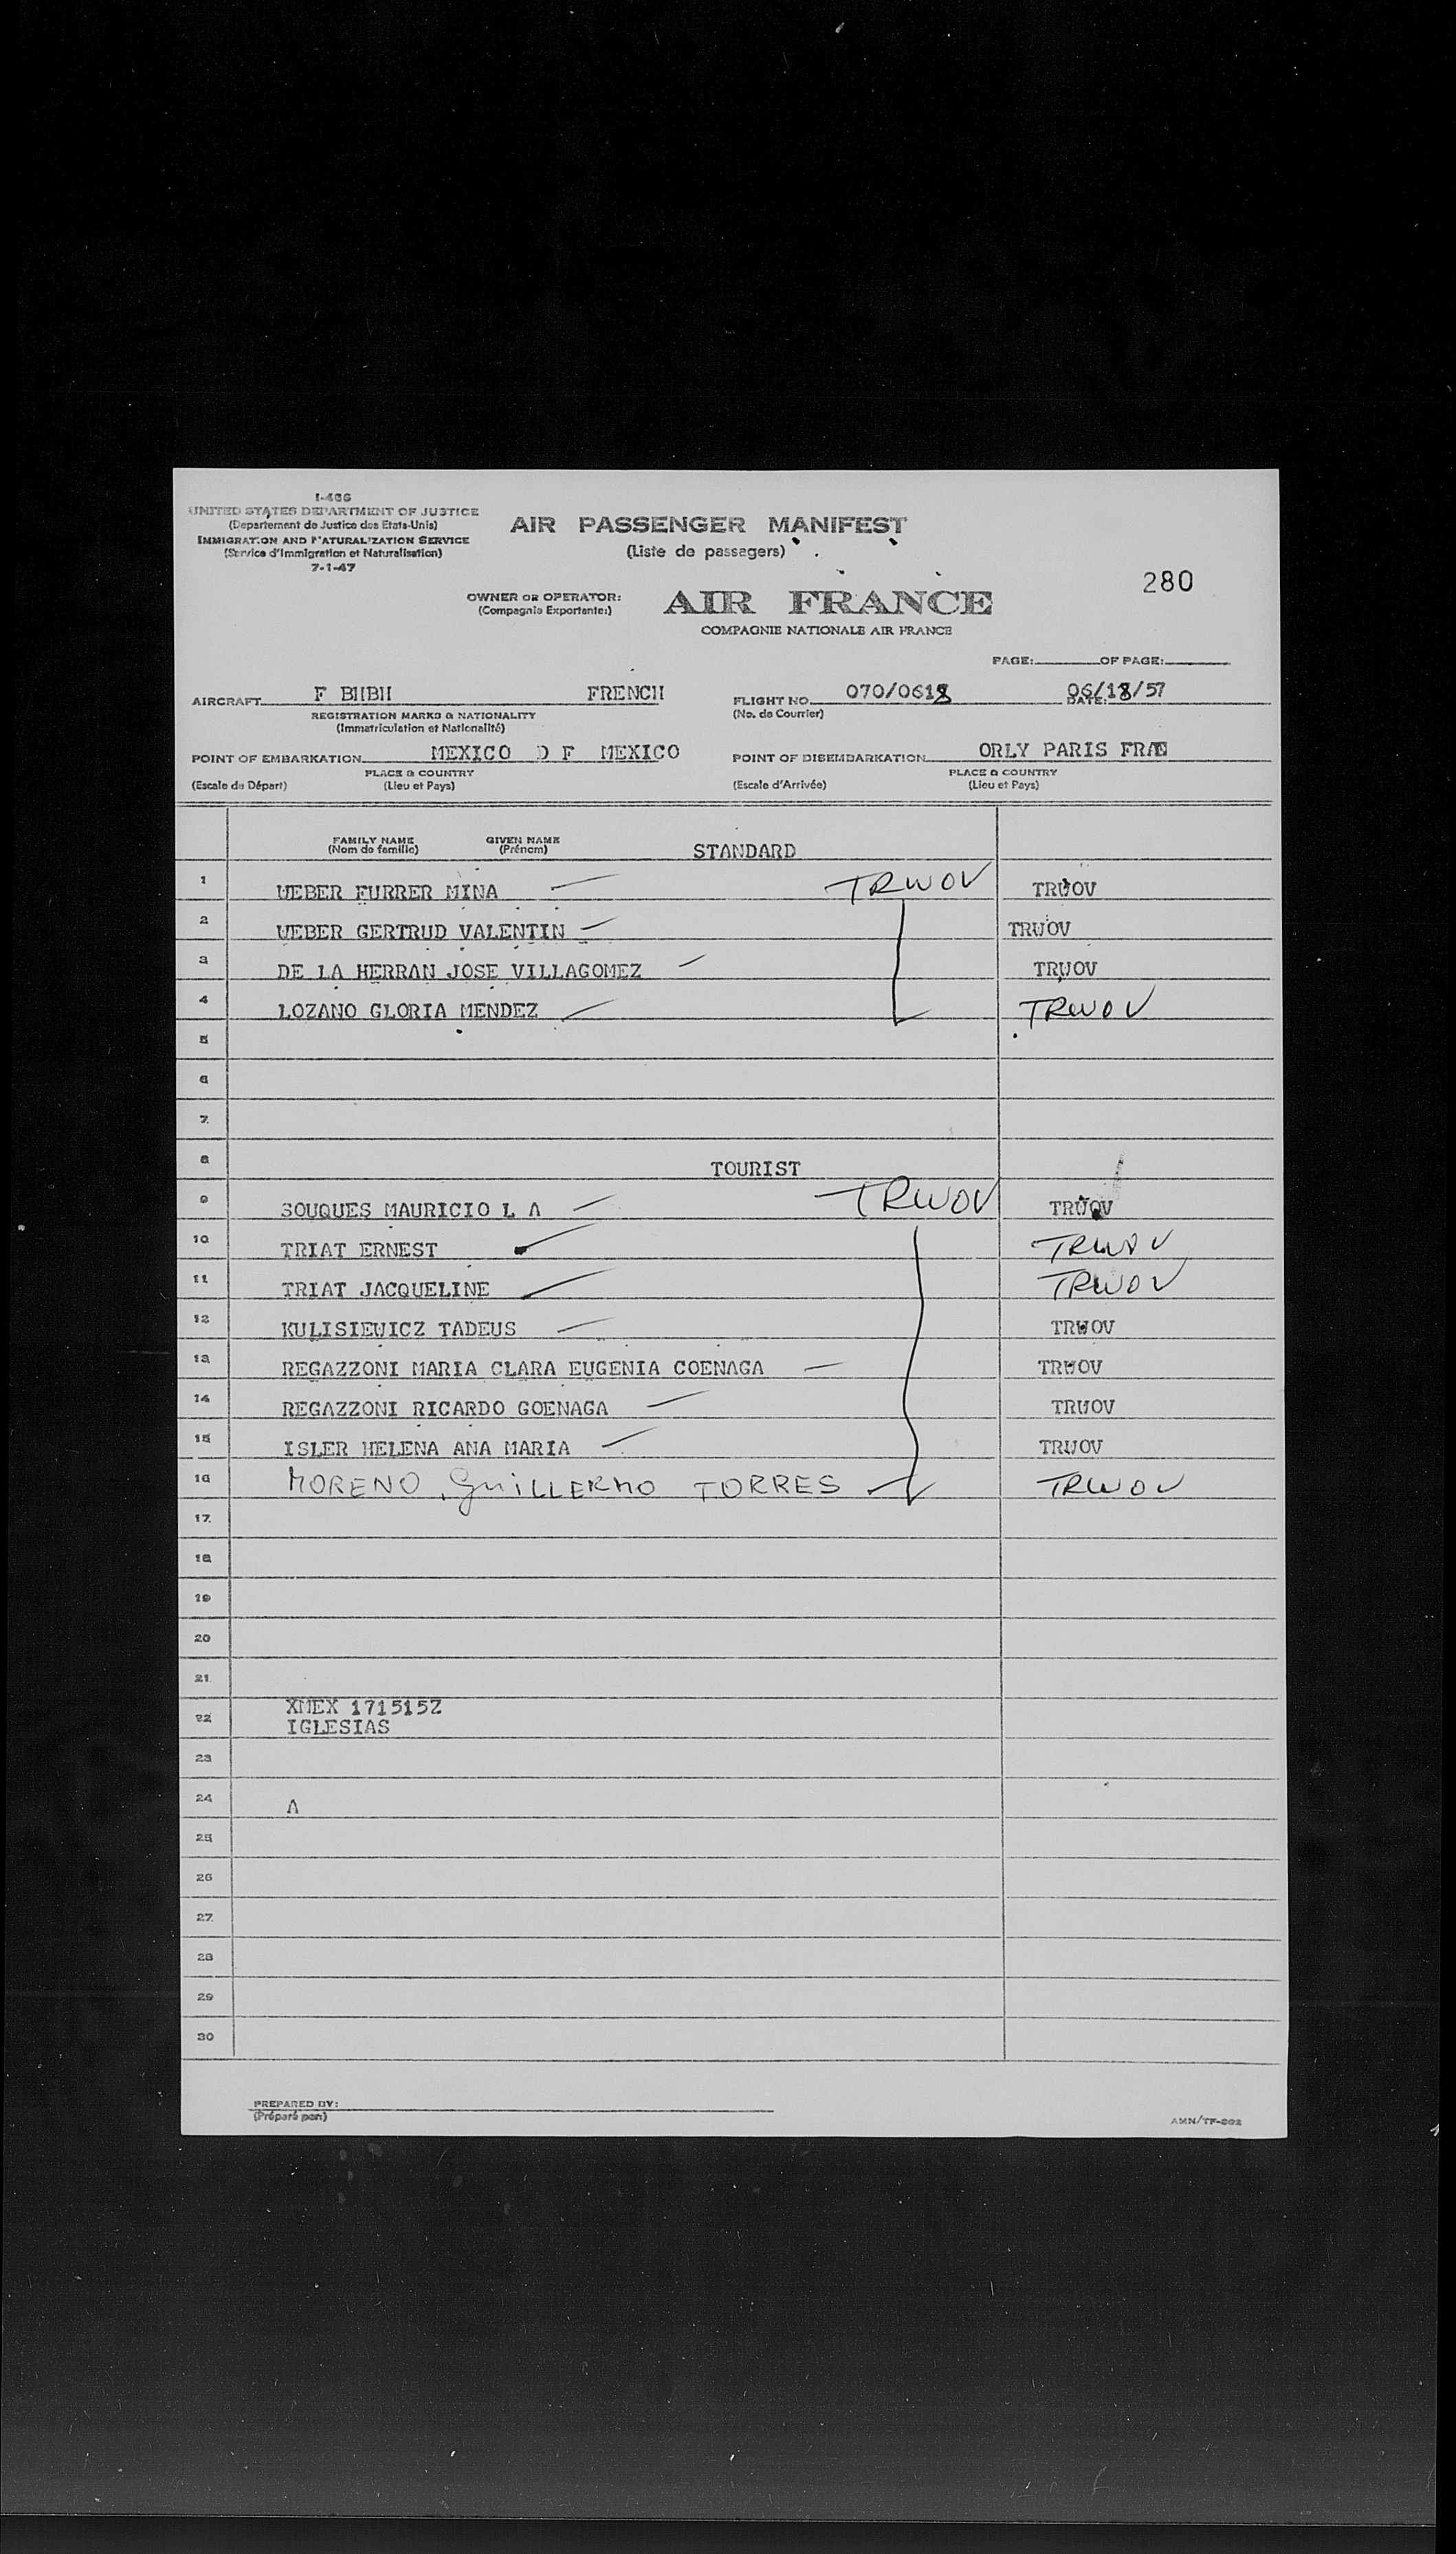 I-466
UNITED STATES DEPARTMENT OF JUSTICE
(Departement de Justice des Etats-Unis)
IMMIGRATION AND NATURALIZATION SERVICE
(Service d'Immigration et Naturalisation)
7-1-47
AIR PASSENGER MANIFEST
(Liste de passagers)
280
OWNER OR OPERATOR: AIR FRANCE
(Compagnie Exportante:)
COMPAGNIE NATIONALE AIR FRANCE
PAGE: OF PAGE:
AIRCRAFT F BHBH FRENCH FLIGHT NO. 070/0618 DATE: 06/18/57
REGISTRATION MARKS & NATIONALITY (No. de Courrier)
(Immatriculation et Nationalité)
POINT OF EMBARKATION MEXICO D F MEXICO POINT OF DISEMBARKATION ORLY PARIS FRAE
PLACE & COUNTRY PLACE & COUNTRY
(Escale du Départ) (Lieu et Pays) (Escale d'Arrivée) (Lieu et Pays)
FAMILY NAME GIVEN NAME
(Nom de famille) (Prénom) STANDARD
1 WEBER FURRER MINA TRWOV TRWOV
2 WEBER GERTRUD VALENTIN TRWOV
3 DE LA HERRAN JOSE VILLAGOMEZ TRWOV
4 LOZANO GLORIA MENDEZ TRWOV
5
6
7
8 TOURIST
9 SOUQUES MAURICIO L A TRWOV TRWOV
10 TRIAT ERNEST TRWOV
11 TRIAT JACQUELINE TRWOV
12 KULISIEWICZ TADEUS TRWOV
13 REGAZZONI MARIA CLARA EUGENIA COENAGA TRWOV
14 REGAZZONI RICARDO GOENAGA TRWOV
15 ISLER HELENA ANA MARIA TRWOV
16 MORENO, GUILLERMO TORRES TRWOV
17
18
19
20
21
XMEX 171515Z
22 IGLESIAS
23
24 A
25
26
27
28
29
30
PREPARED BY:
(Préparé par)
AMN/TF-802